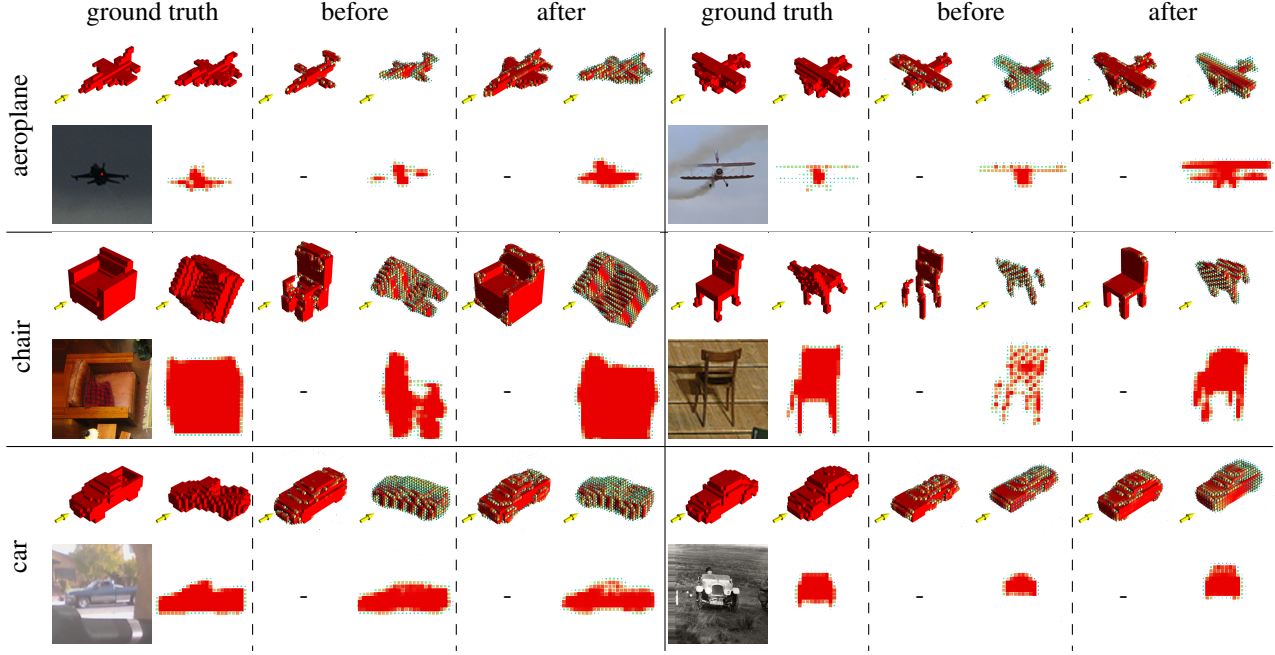 ground truth before after ground truth before after
aeroplane
- - - -
chair
- - - -
car
- - - -